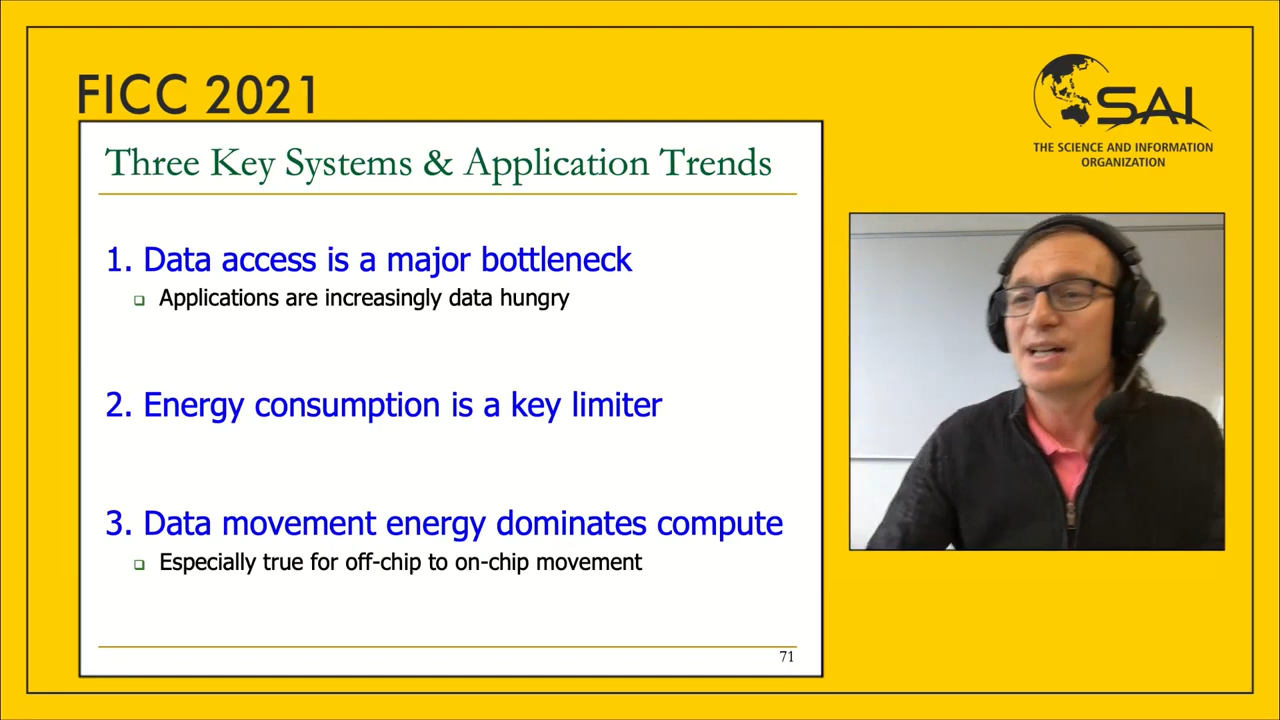 FICC 2021
SAI
THE SCIENCE AND INFORMATION
ORGANIZATION
Three Key Systems & Application Trends
1. Data access is a major bottleneck
Applications are increasingly data hungry
2. Energy consumption is a key limiter
3. Data movement energy dominates compute
Especially true for off-chip to on-chip movement
71